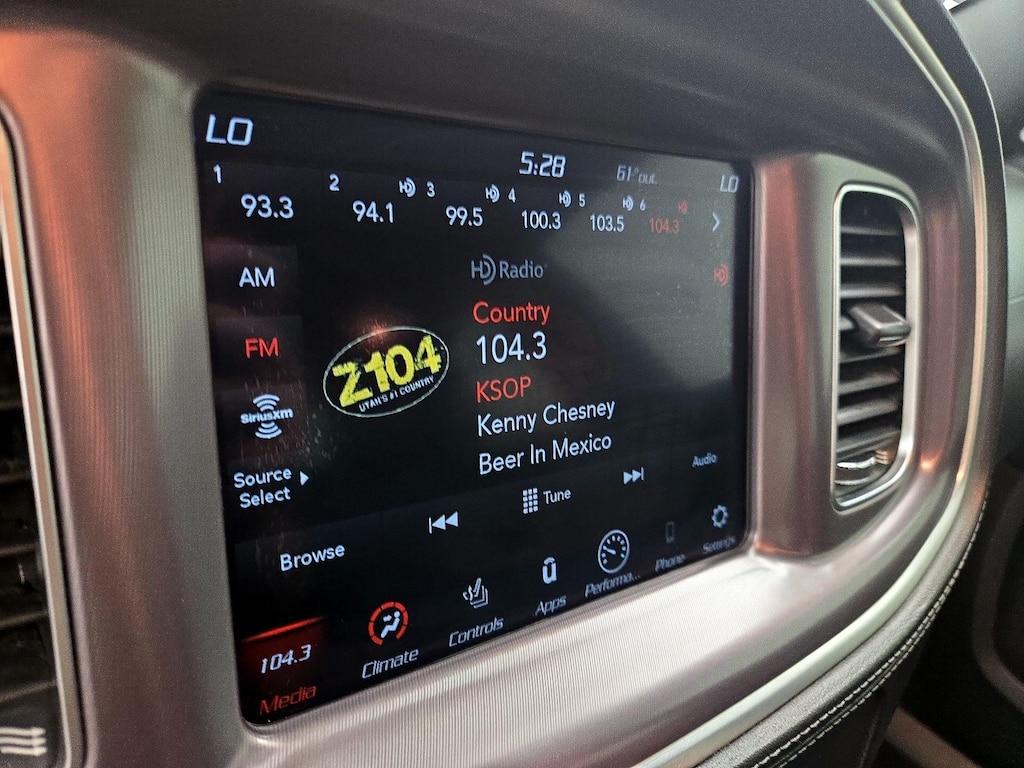 LO 5:28 61° out. LO
1 2 3 4 5 6
93.3 94.1 99.5 100.3 103.5 104.3
HD Radio
AM
FM
SiriusXM
Source
Select
Z104
UTAH'S #1 COUNTRY
Country
104.3
KSOP
Kenny Chesney
Beer In Mexico
Browse Tune Audio
104.3
Media Climate Controls Apps Performa... Phone Settings